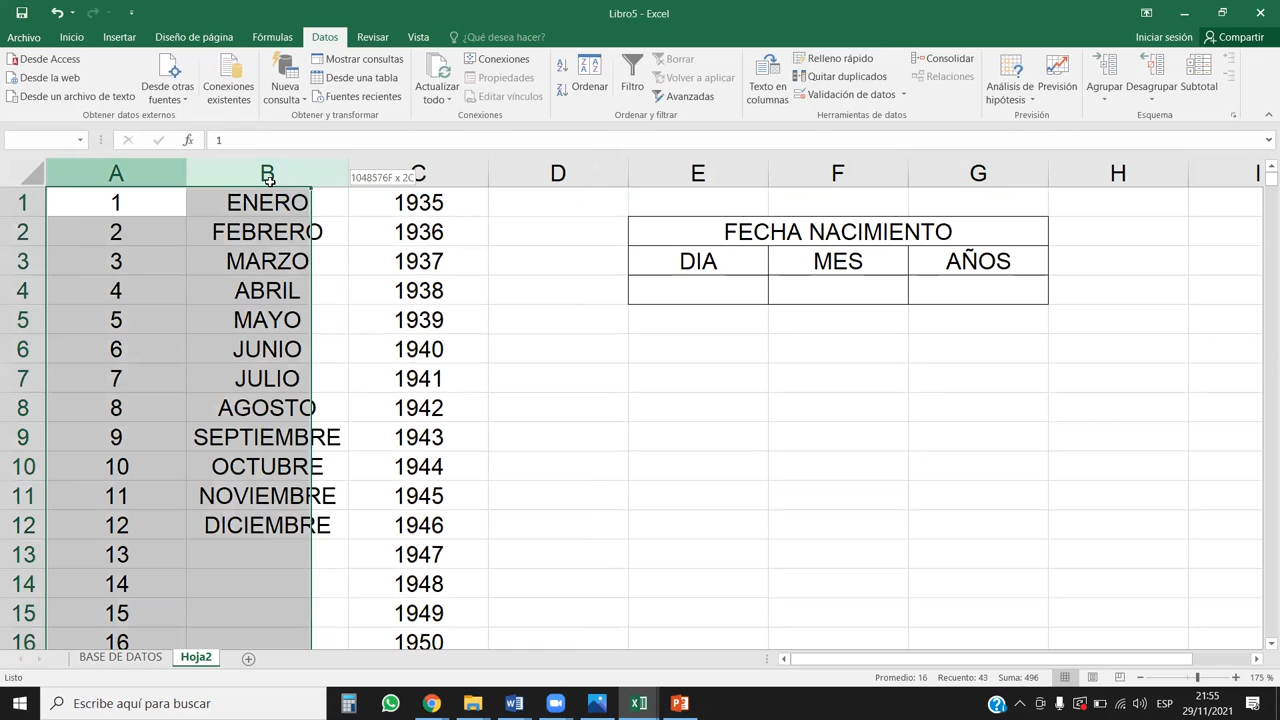 Libro5 - Excel
Archivo Inicio Insertar Diseño de página Fórmulas Datos Revisar Vista ¿Qué desea hacer? Iniciar sesión Compartir
Desde Access
Desde la web
Desde un archivo de texto
Desde otras fuentes
Conexiones existentes
Obtener datos externos
Nueva consulta
Mostrar consultas
Desde una tabla
Fuentes recientes
Obtener y transformar
Actualizar todo
Conexiones
Propiedades
Editar vínculos
Conexiones
Ordenar
Filtro
Borrar
Volver a aplicar
Avanzadas
Ordenar y filtrar
Texto en columnas
Relleno rápido
Quitar duplicados
Validación de datos
Consolidar
Relaciones
Herramientas de datos
Análisis de hipótesis
Previsión
Previsión
Agrupar
Desagrupar
Subtotal
Esquema
fx 1
A B C D E F G H I
1048576F x 2C
1 1 ENERO 1935
2 2 FEBRERO 1936 FECHA NACIMIENTO
3 3 MARZO 1937 DIA MES AÑOS
4 4 ABRIL 1938
5 5 MAYO 1939
6 6 JUNIO 1940
7 7 JULIO 1941
8 8 AGOSTO 1942
9 9 SEPTIEMBRE 1943
10 10 OCTUBRE 1944
11 11 NOVIEMBRE 1945
12 12 DICIEMBRE 1946
13 13 1947
14 14 1948
15 15 1949
16 16 1950
BASE DE DATOS Hoja2
Listo Promedio: 16 Recuento: 43 Suma: 496 175 %
Escribe aquí para buscar ESP 21:55
29/11/2021